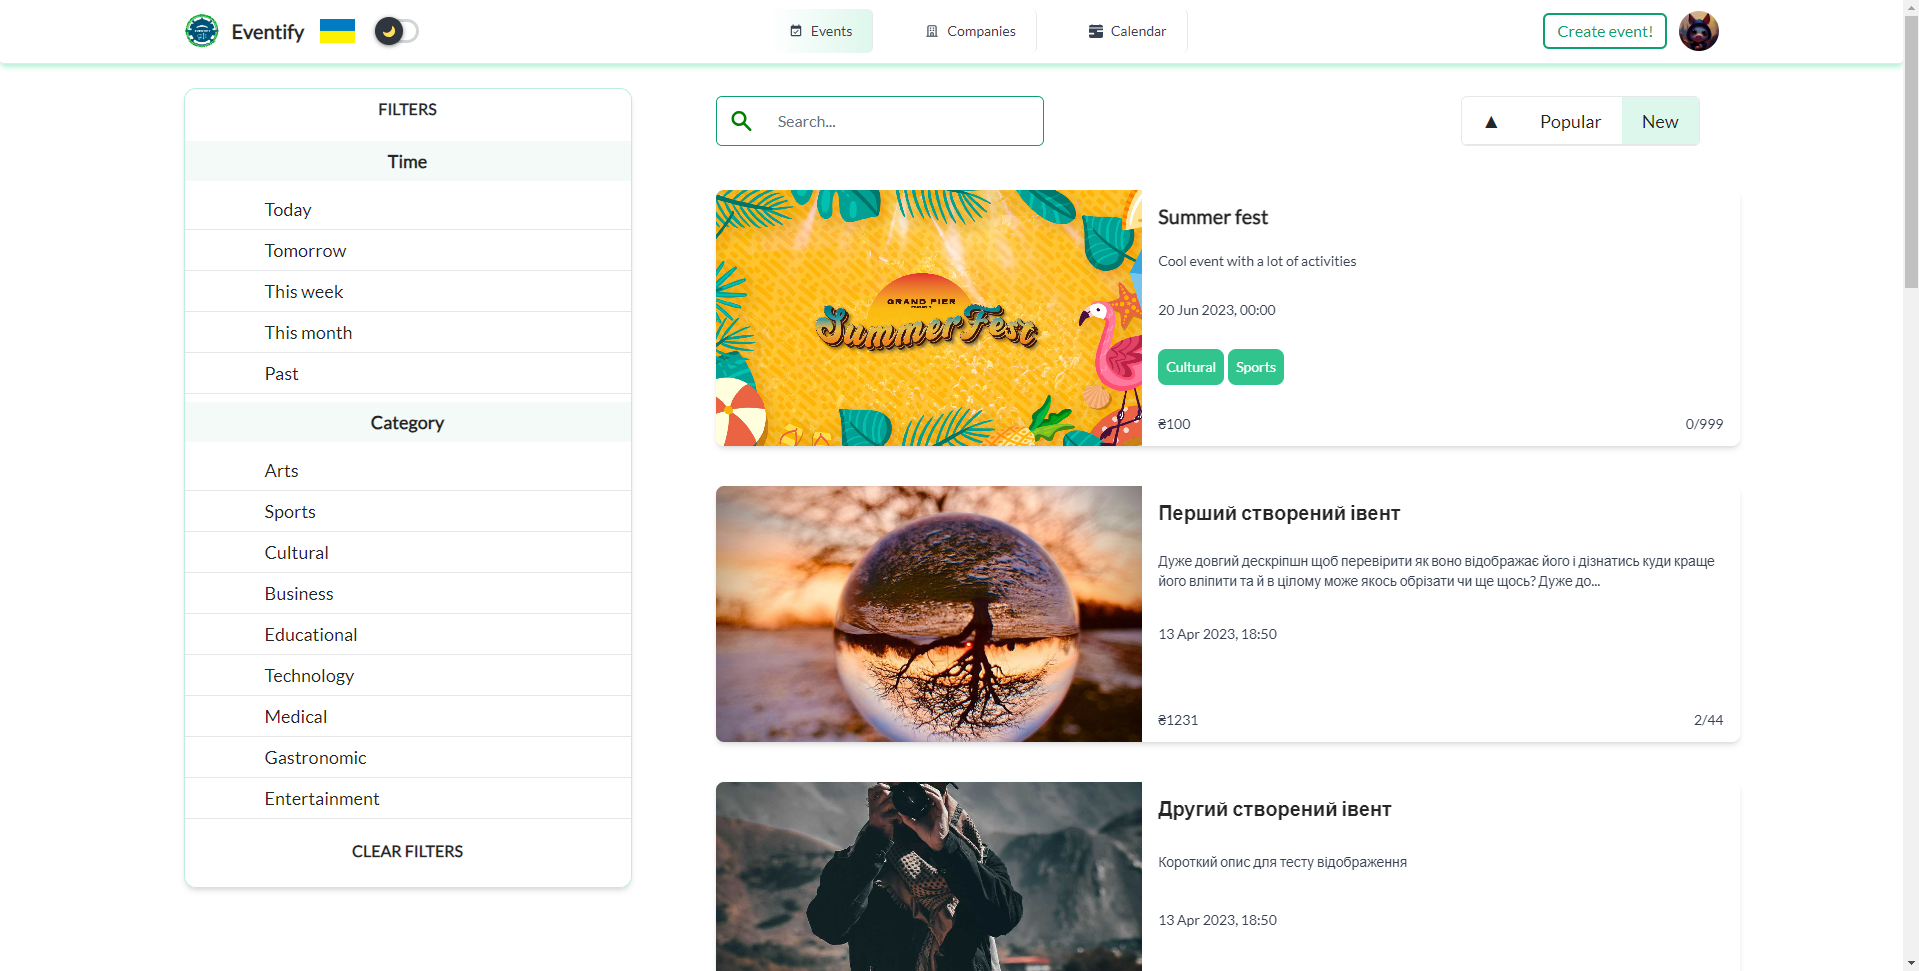 Eventify
Events
Companies
Calendar
Create event!
FILTERS
Time
Today
Tomorrow
This week
This month
Past
Category
Arts
Sports
Cultural
Business
Educational
Technology
Medical
Gastronomic
Entertainment
CLEAR FILTERS
Search...
▲ Popular New
GRAND PIER
SummerFest
Summer fest
Cool event with a lot of activities
20 Jun 2023, 00:00
Cultural Sports
₴100 0/999
Перший створений івент
Дуже довгий дескріпшн щоб перевірити як воно відображає його і дізнатись куди краще
його вліпити та й в цілому може якось обрізати чи ще щось? Дуже до...
13 Apr 2023, 18:50
₴1231 2/44
Другий створений івент
Короткий опис для тесту відображення
13 Apr 2023, 18:50